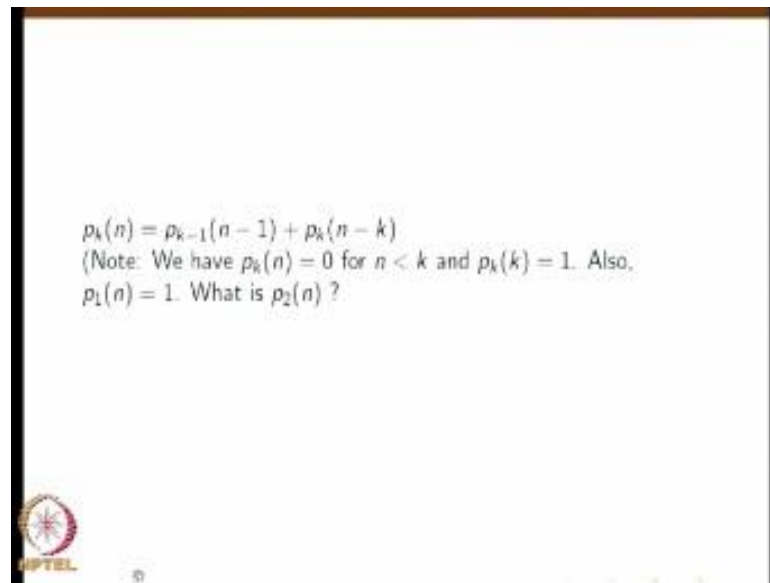 pₖ(n) = pₖ₋₁(n − 1) + pₖ(n − k)
(Note: We have pₖ(n) = 0 for n < k and pₖ(k) = 1. Also,
p₁(n) = 1. What is p₂(n) ?
NPTEL